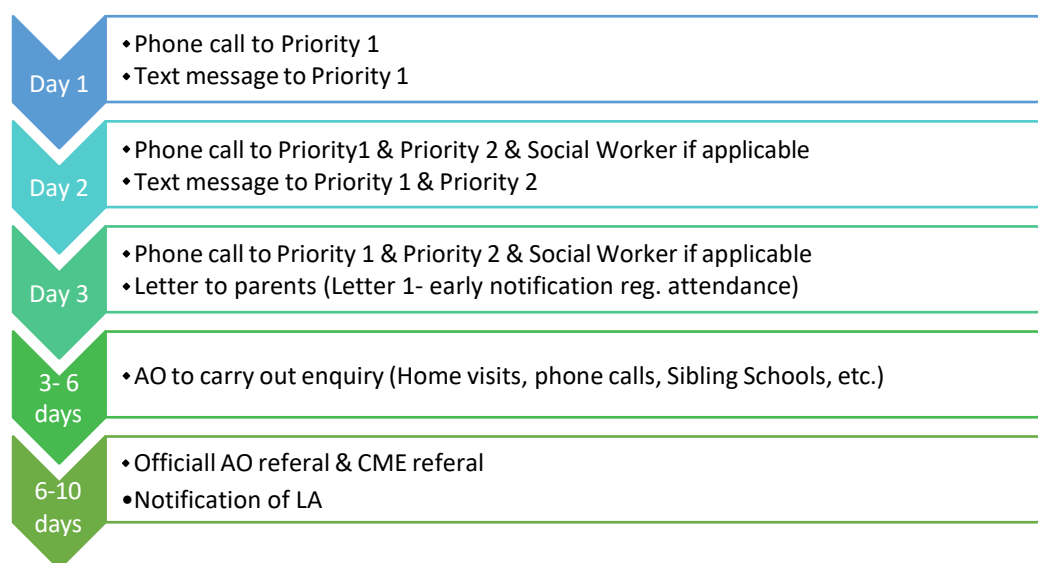 Day 1
•Phone call to Priority 1
•Text message to Priority 1
Day 2
•Phone call to Priority1 & Priority 2 & Social Worker if applicable
•Text message to Priority 1 & Priority 2
Day 3
•Phone call to Priority 1 & Priority 2 & Social Worker if applicable
•Letter to parents (Letter 1- early notification reg. attendance)
3- 6
days
•AO to carry out enquiry (Home visits, phone calls, Sibling Schools, etc.)
6-10
days
•Officiall AO referal & CME referal
•Notification of LA